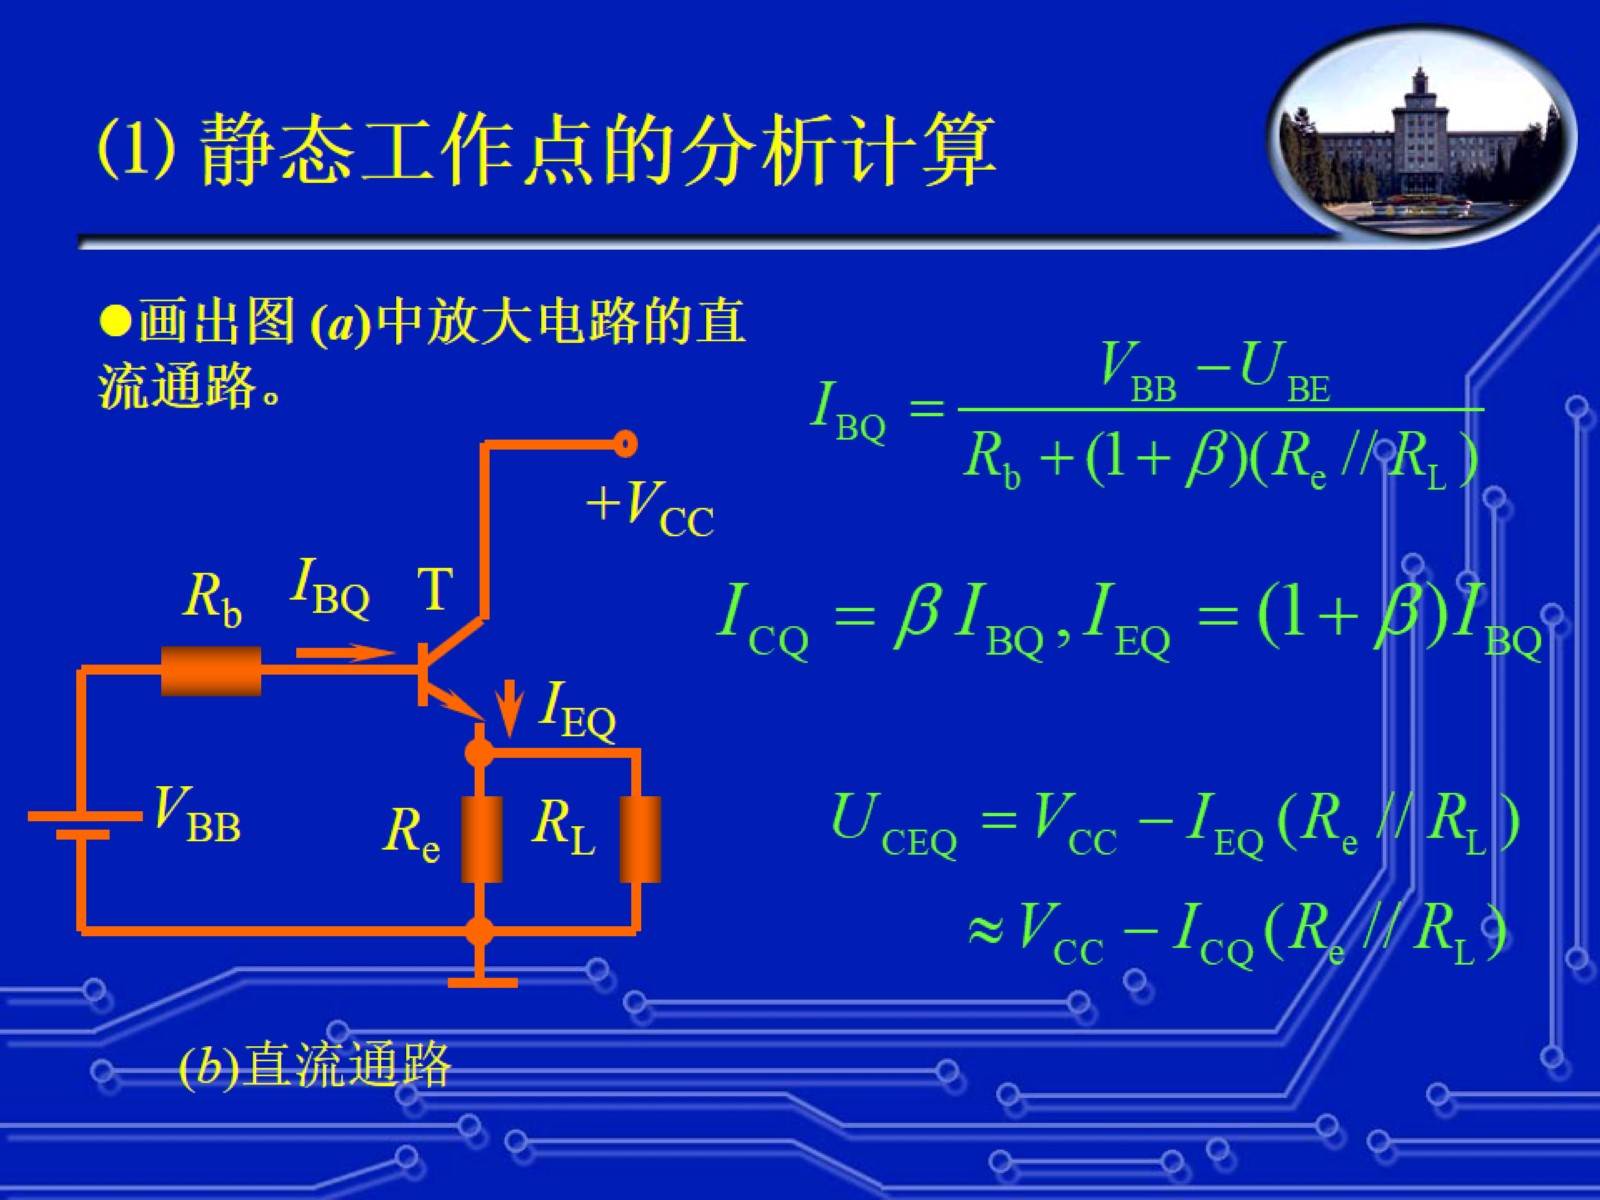 (1) 静态工作点的分析计算
●画出图 (a)中放大电路的直
流通路。
I_BQ = (V_BB − U_BE) / (R_b + (1+β)(R_e // R_L))
+V_CC
R_b I_BQ T
I_CQ = β I_BQ , I_EQ = (1+β) I_BQ
I_EQ
V_BB R_e R_L
U_CEQ = V_CC − I_EQ (R_e // R_L)
≈ V_CC − I_CQ (R_e // R_L)
(b)直流通路